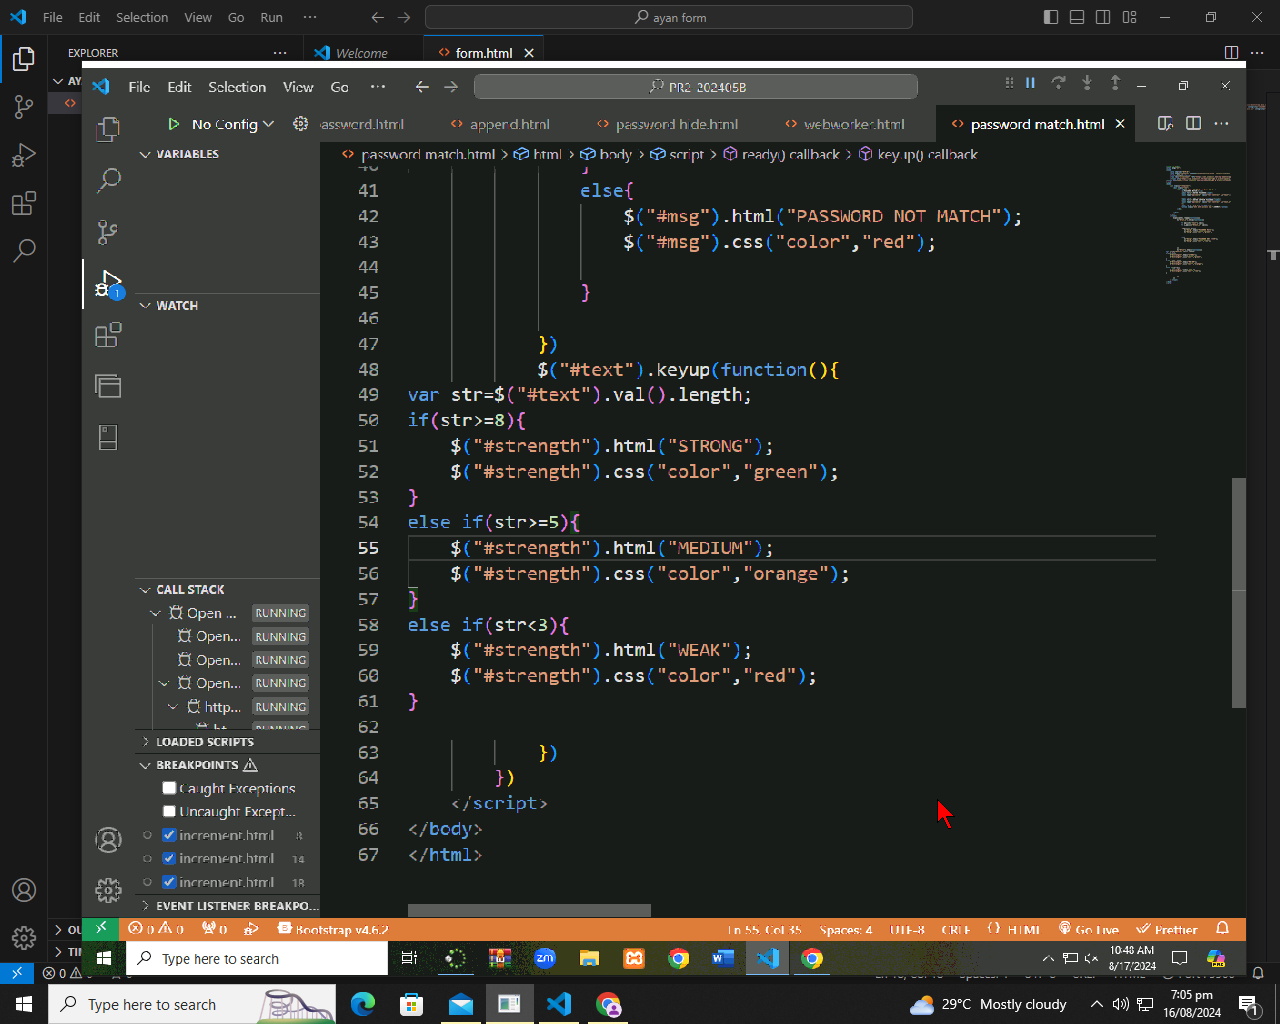 File Edit Selection View Go Run ··· ayan form
EXPLORER ··· Welcome form.html
File Edit Selection View Go ··· PR2-202405B
No Config append.html password hide.html webworker.html password match.html
VARIABLES
password match.html > html > body > script > ready() callback > keyup() callback
41 else{
42 $("#msg").html("PASSWORD NOT MATCH");
43 $("#msg").css("color","red");
44
45 }
46
47 })
48 $("#text").keyup(function(){
49 var str=$("#text").val().length;
50 if(str>=8){
51 $("#strength").html("STRONG");
52 $("#strength").css("color","green");
53 }
54 else if(str>=5){
55 $("#strength").html("MEDIUM");
56 $("#strength").css("color","orange");
57 }
58 else if(str<3){
59 $("#strength").html("WEAK");
60 $("#strength").css("color","red");
61 }
62
63 })
64 })
65 </script>
66 </body>
67 </html>
WATCH
CALL STACK
Open ... RUNNING
Open... RUNNING
Open... RUNNING
Open... RUNNING
http... RUNNING
LOADED SCRIPTS
BREAKPOINTS
Caught Exceptions
Uncaught Except...
increment.html 8
increment.html 14
increment.html 18
EVENT LISTENER BREAKPO...
0 0 0 Bootstrap v4.6.2 Ln 55, Col 35 Spaces: 4 UTF-8 CRLF HTML Go Live Prettier
Type here to search 10:48 AM
8/17/2024
Type here to search 29°C Mostly cloudy 7:05 pm
16/08/2024 1